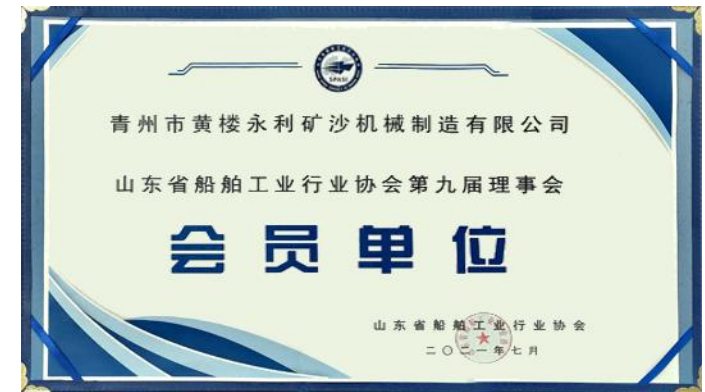 SPASI
青州市黄楼永利矿沙机械制造有限公司
山东省船舶工业行业协会第九届理事会
会员单位
山东省船舶工业行业协会
二〇二一年七月